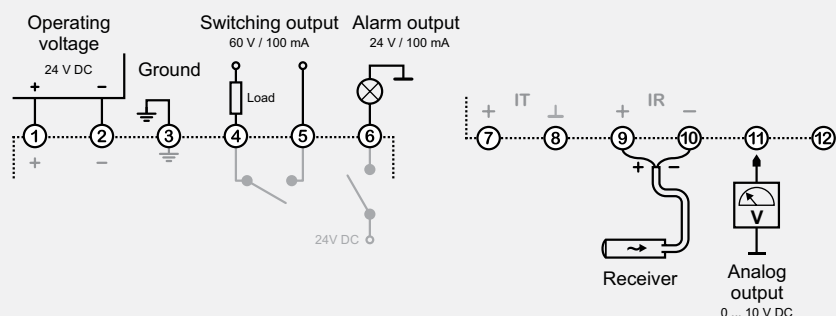 Operating
voltage
24 V DC
+ −
Ground
Switching output
60 V / 100 mA
Load
Alarm output
24 V / 100 mA
1 2 3 4 5 6
+ −
24V DC
+ IT ⊥ + IR −
7 8 9 10 11 12
+ −
V
Receiver
Analog
output
0 ... 10 V DC